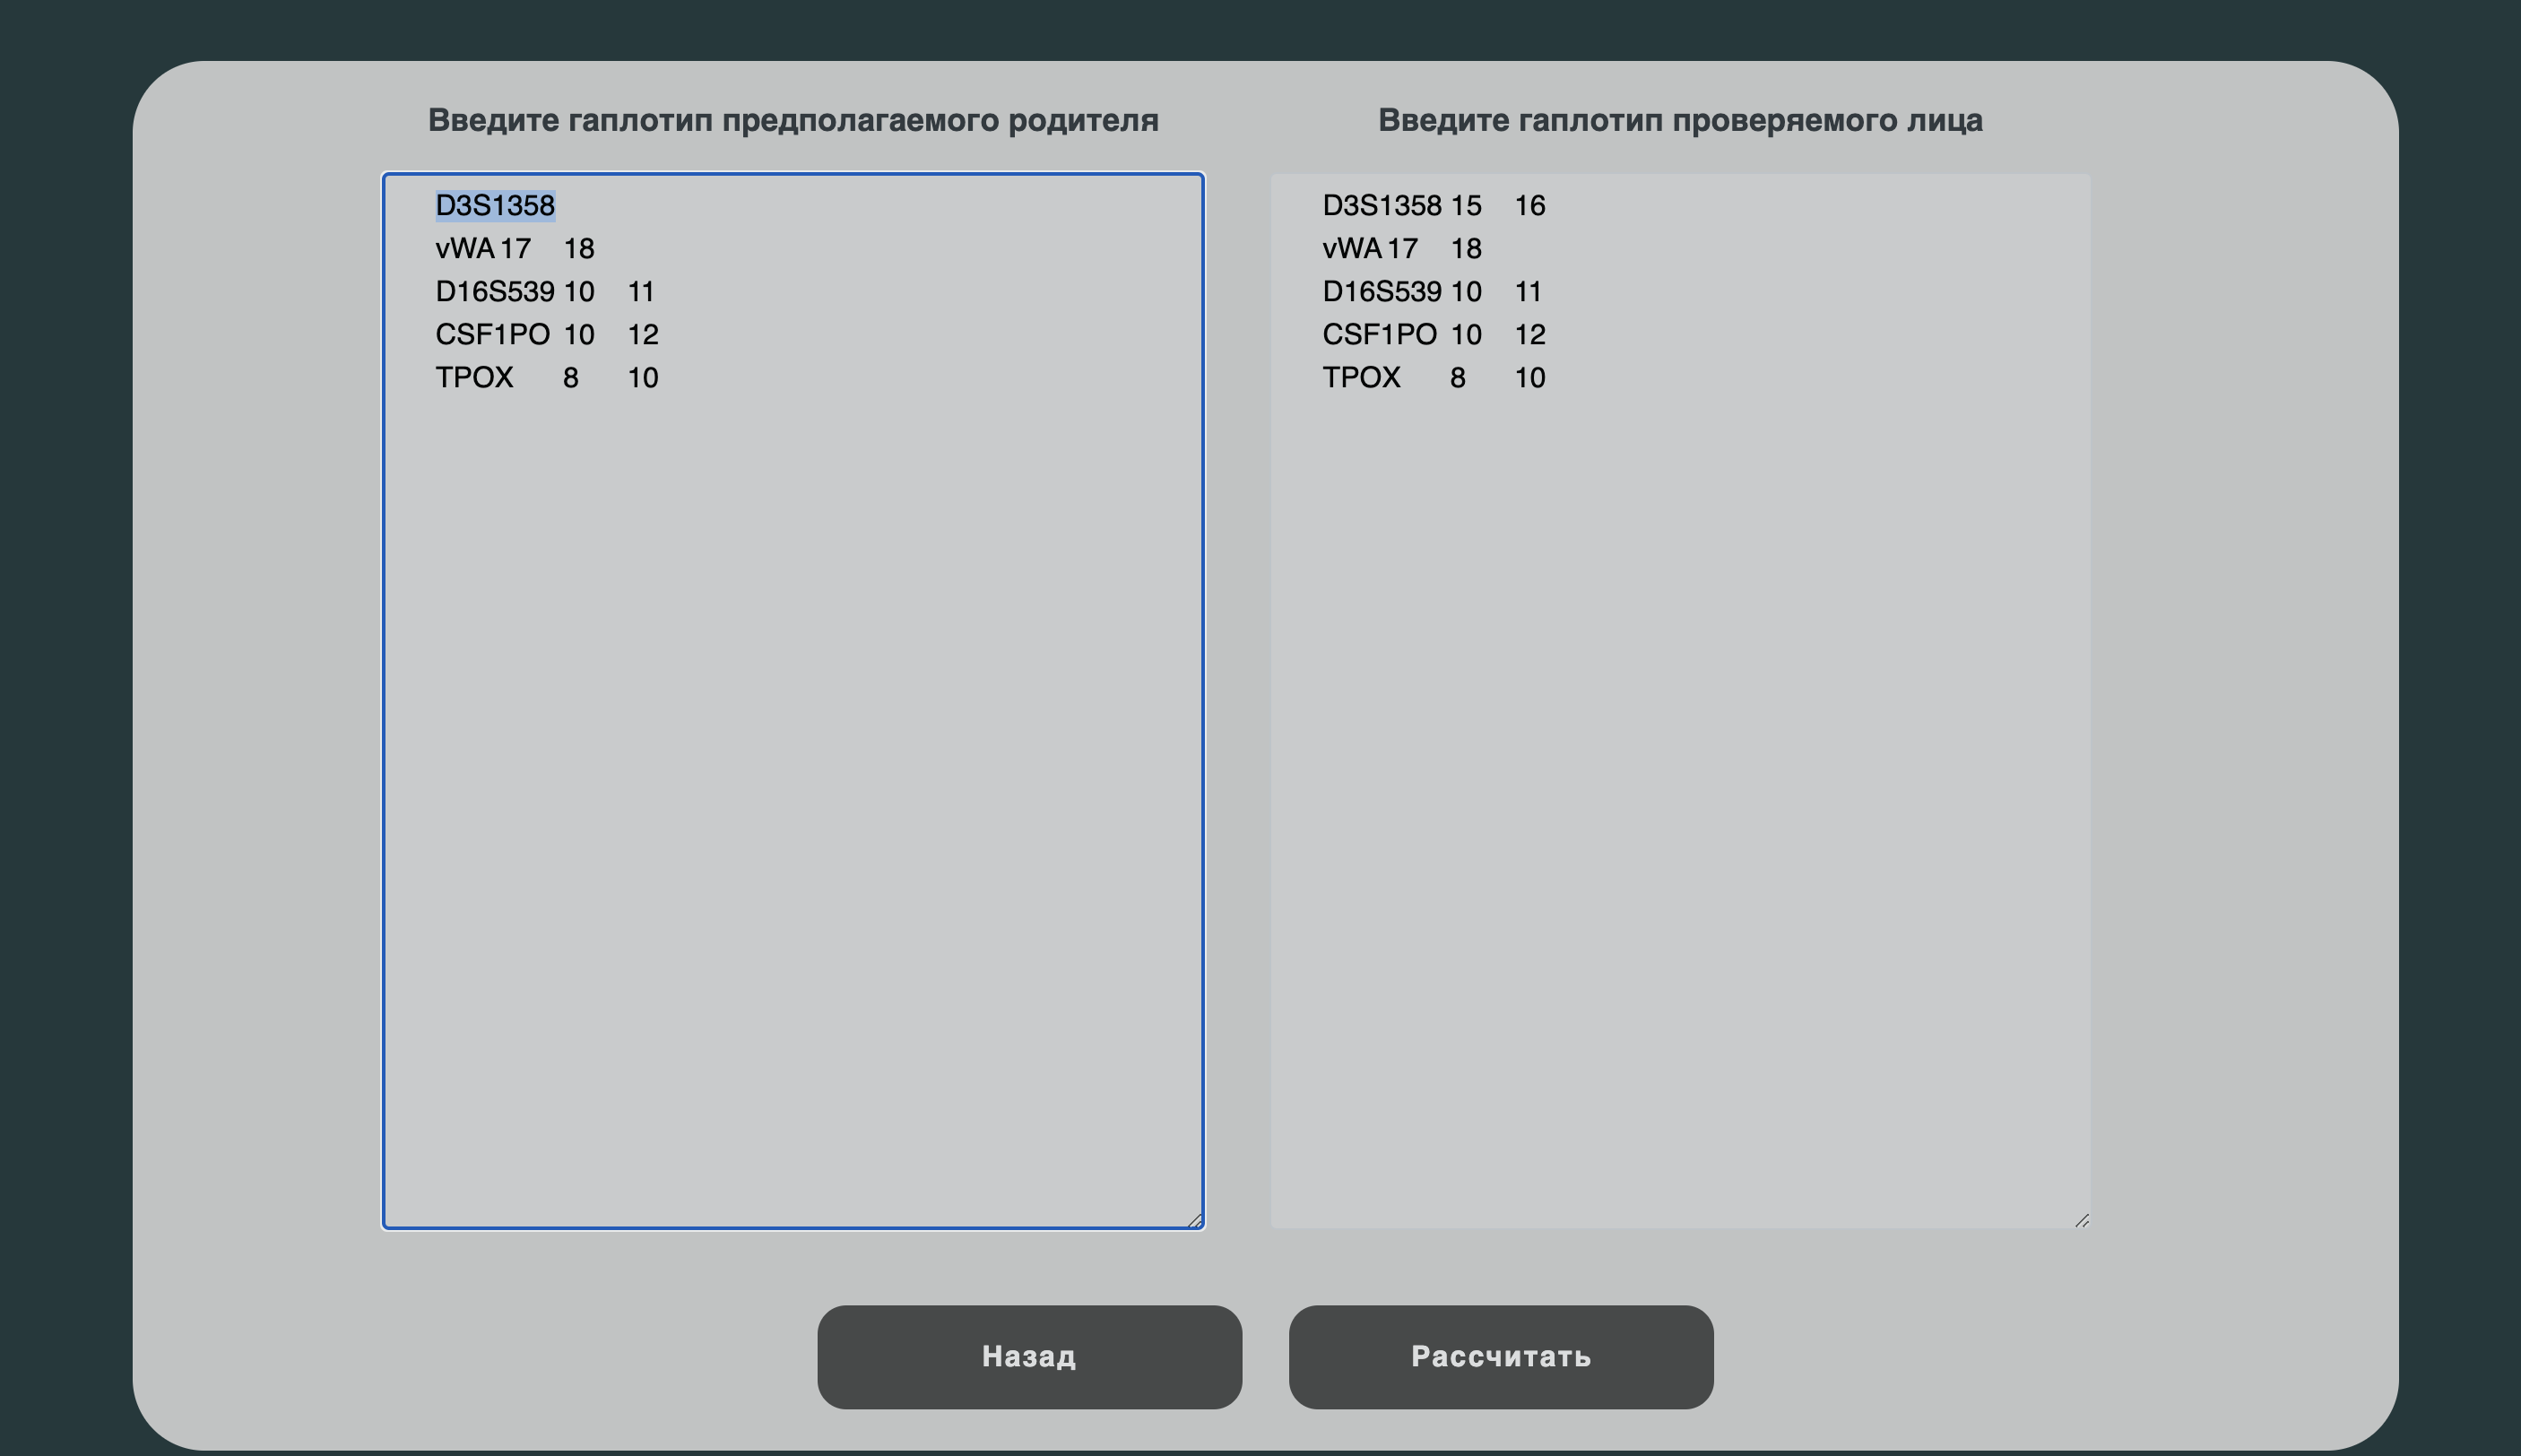 Введите гаплотип предполагаемого родителя
D3S1358
vWA 17 18
D16S539 10 11
CSF1PO 10 12
TPOX 8 10
Введите гаплотип проверяемого лица
D3S1358 15 16
vWA 17 18
D16S539 10 11
CSF1PO 10 12
TPOX 8 10
Назад
Рассчитать